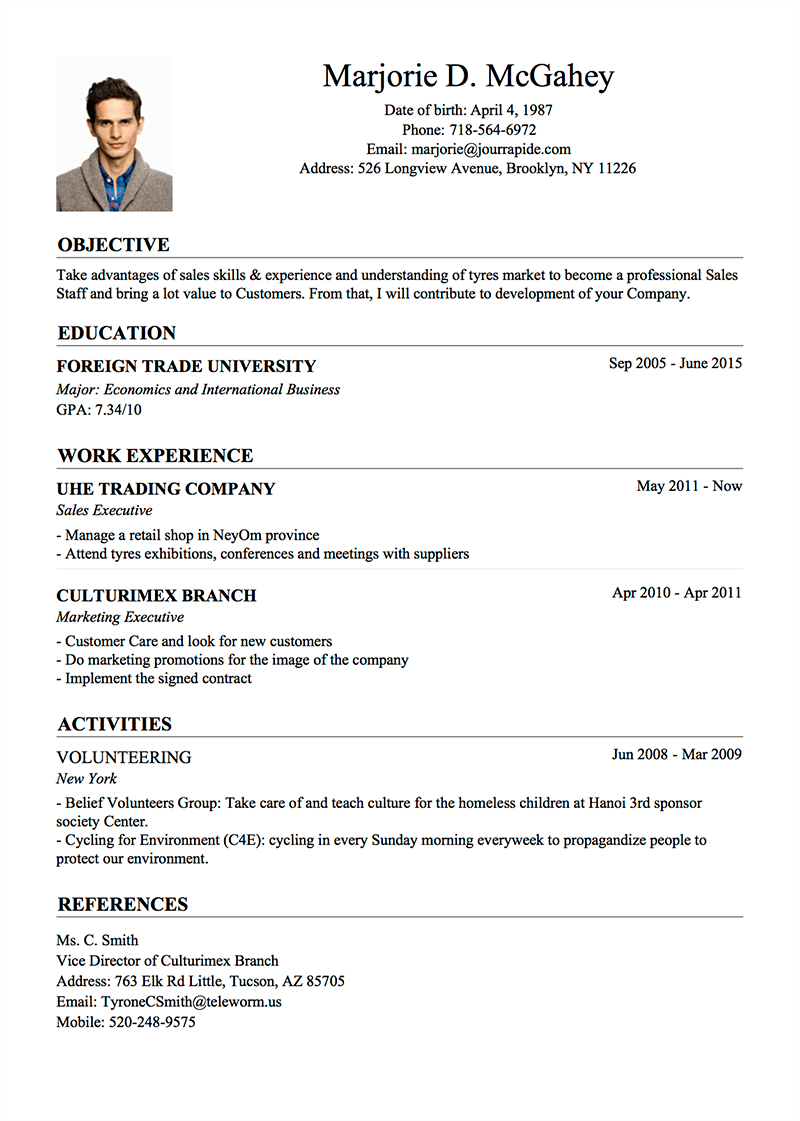 Marjorie D. McGahey
Date of birth: April 4, 1987
Phone: 718-564-6972
Email: marjorie@jourrapide.com
Address: 526 Longview Avenue, Brooklyn, NY 11226
OBJECTIVE
Take advantages of sales skills & experience and understanding of tyres market to become a professional Sales
Staff and bring a lot value to Customers. From that, I will contribute to development of your Company.
EDUCATION
FOREIGN TRADE UNIVERSITY
Sep 2005 - June 2015
Major: Economics and International Business
GPA: 7.34/10
WORK EXPERIENCE
UHE TRADING COMPANY
May 2011 - Now
Sales Executive
- Manage a retail shop in NeyOm province
- Attend tyres exhibitions, conferences and meetings with suppliers
CULTURIMEX BRANCH
Apr 2010 - Apr 2011
Marketing Executive
- Customer Care and look for new customers
- Do marketing promotions for the image of the company
- Implement the signed contract
ACTIVITIES
VOLUNTEERING
Jun 2008 - Mar 2009
New York
- Belief Volunteers Group: Take care of and teach culture for the homeless children at Hanoi 3rd sponsor
society Center.
- Cycling for Environment (C4E): cycling in every Sunday morning everyweek to propagandize people to
protect our environment.
REFERENCES
Ms. C. Smith
Vice Director of Culturimex Branch
Address: 763 Elk Rd Little, Tucson, AZ 85705
Email: TyroneCSmith@teleworm.us
Mobile: 520-248-9575